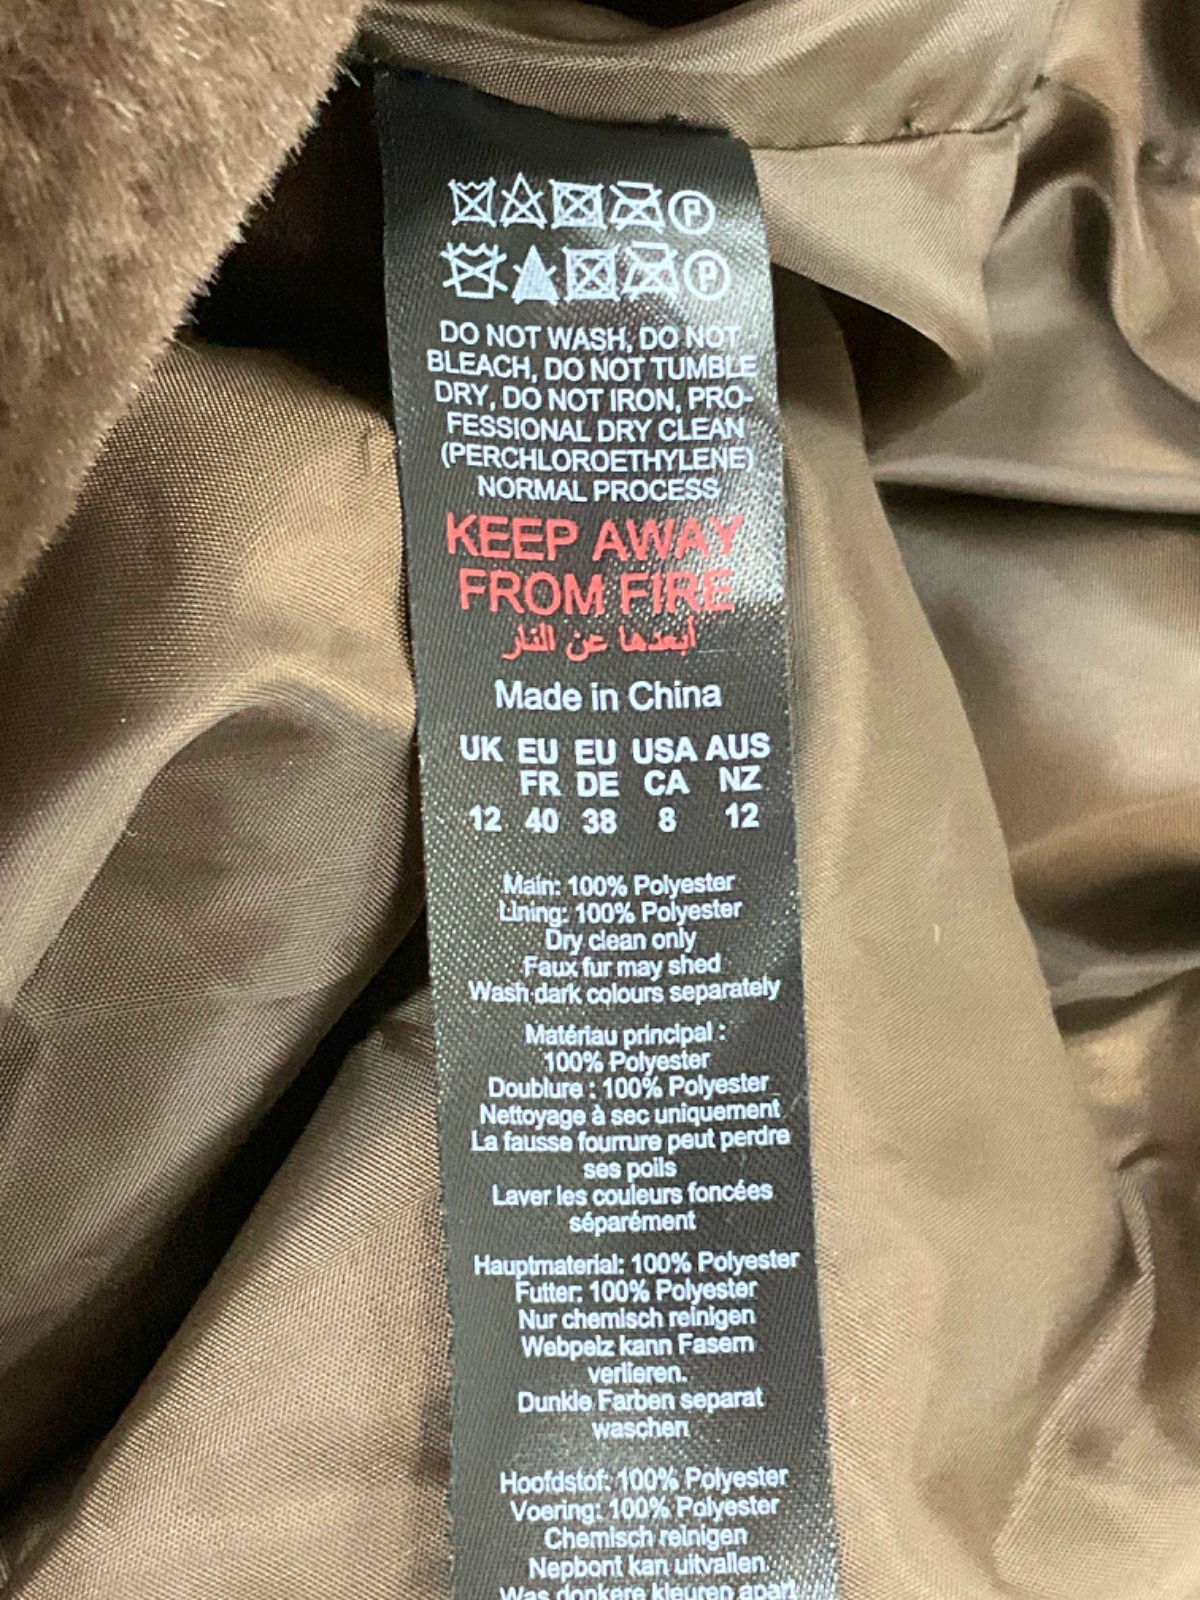 P
P
DO NOT WASH, DO NOT
BLEACH, DO NOT TUMBLE
DRY, DO NOT IRON, PRO-
FESSIONAL DRY CLEAN
(PERCHLOROETHYLENE)
NORMAL PROCESS
KEEP AWAY
FROM FIRE
أبعدها عن النار
Made in China
UK EU EU USA AUS
FR DE CA NZ
12 40 38 8 12
Main: 100% Polyester
Lining: 100% Polyester
Dry clean only
Faux fur may shed
Wash dark colours separately
Matériau principal :
100% Polyester
Doublure : 100% Polyester
Nettoyage à sec uniquement
La fausse fourrure peut perdre
ses poils
Laver les couleurs foncées
séparément
Hauptmaterial: 100% Polyester
Futter: 100% Polyester
Nur chemisch reinigen
Webpelz kann Fasern
verlieren.
Dunkle Farben separat
waschen
Hoofdstof: 100% Polyester
Voering: 100% Polyester
Chemisch reinigen
Nepbont kan uitvallen
Was donkere kleuren apart